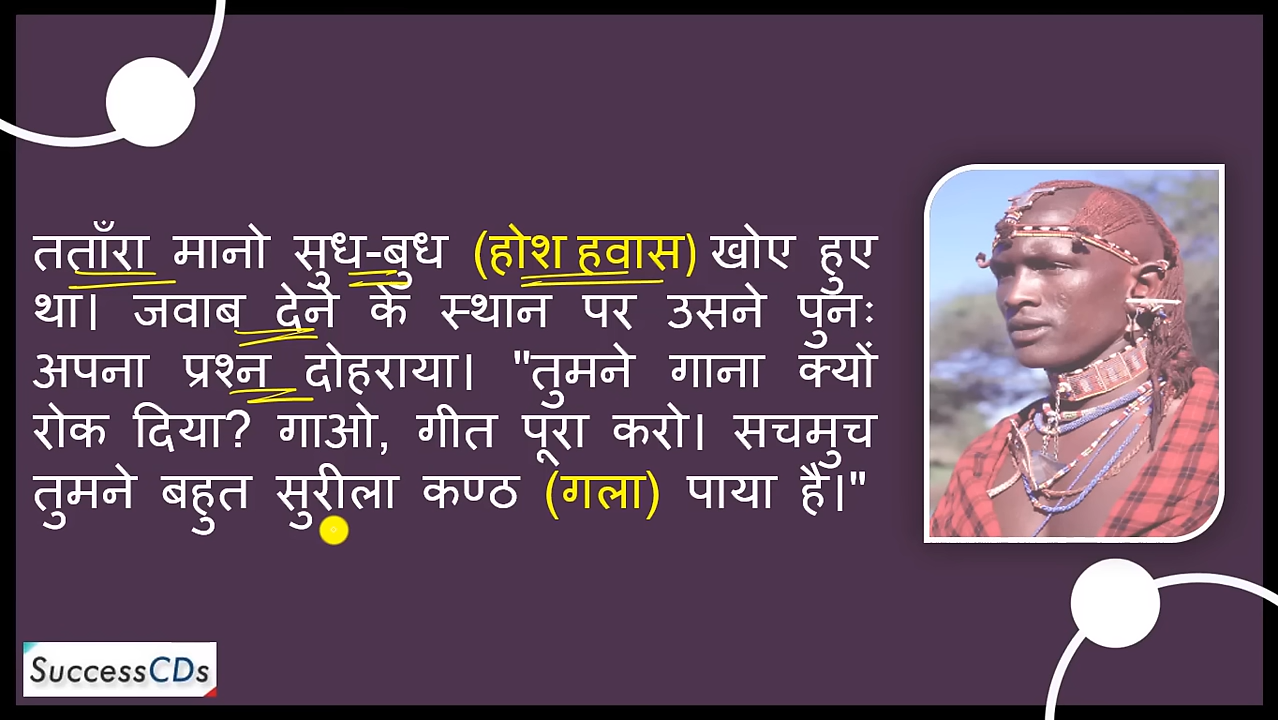 तताँरा मानो सुध-बुध (होश हवास) खोए हुए
था। जवाब देने के स्थान पर उसने पुनः
अपना प्रश्न दोहराया। "तुमने गाना क्यों
रोक दिया? गाओ, गीत पूरा करो। सचमुच
तुमने बहुत सुरीला कण्ठ (गला) पाया है।"
SuccessCDs